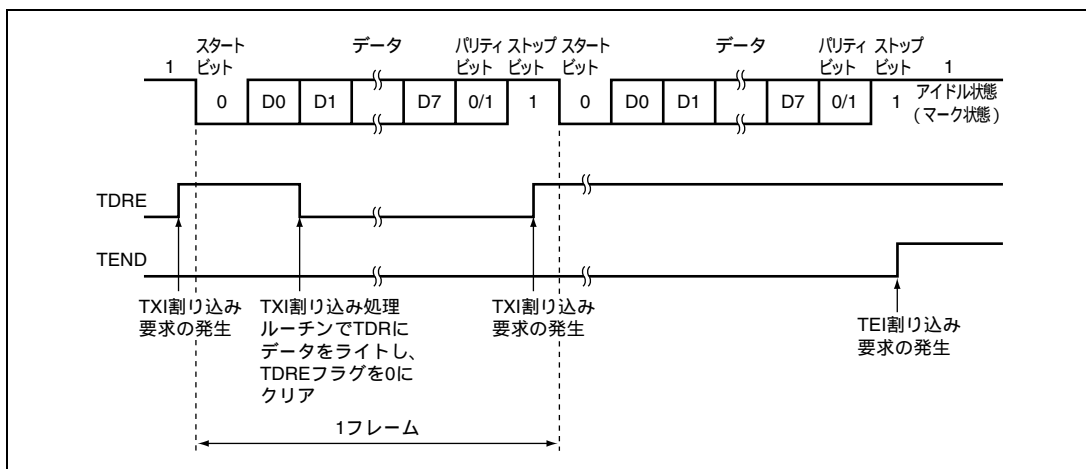 スタート データ パリティ ストップ スタート データ パリティ ストップ
1 ビット ビット ビット ビット ビット ビット 1
0 D0 D1 D7 0/1 1 0 D0 D1 D7 0/1 1 アイドル状態
(マーク状態)
TDRE
TEND
TXI割り込み
要求の発生
TXI割り込み処理
ルーチンでTDRに
データをライトし、
TDREフラグを0に
クリア
TXI割り込み
要求の発生
TEI割り込み
要求の発生
1フレーム